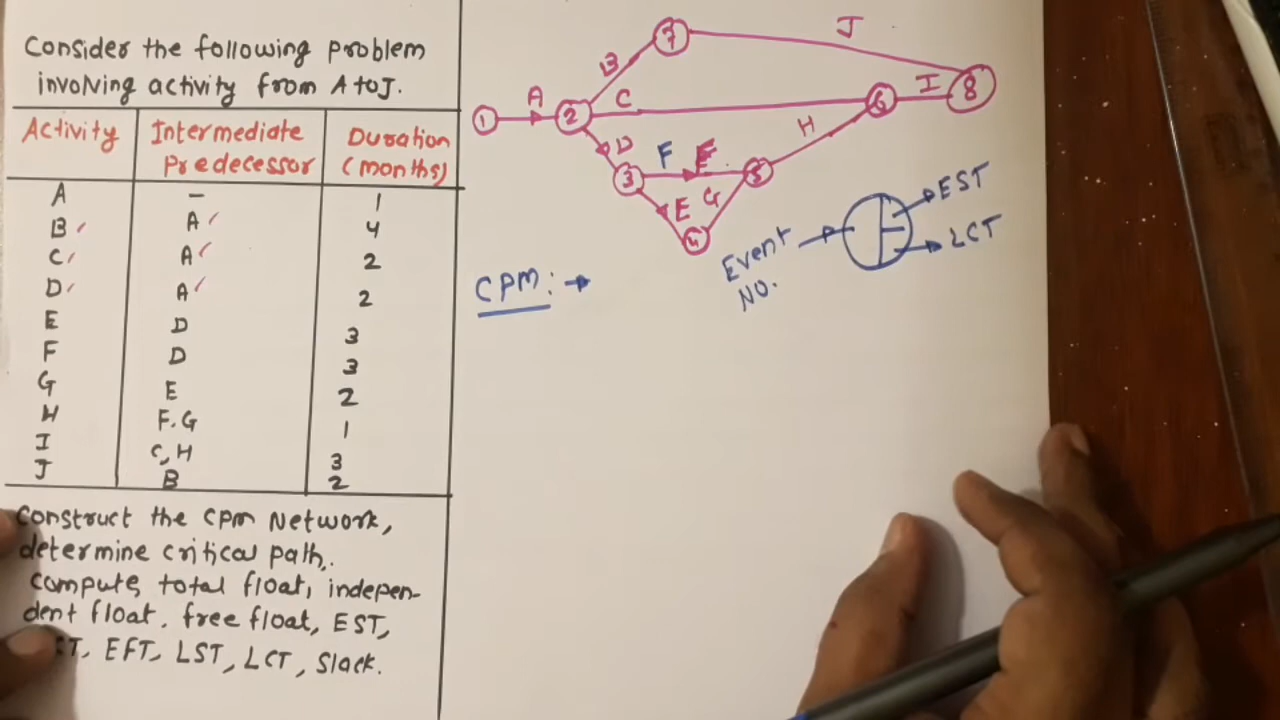 Consider the following problem
involving activity from A to J.
Activity Intermediate Predecessor Duration (months)
A - 1
B A 4
C A 2
D A 2
E D 3
F D 3
G E 2
H F,G 1
I C,H 3
J B 2
Construct the CPM Network,
determine critical path,.
compute total float, indepen-
dent float, free float, EST,
CT, EFT, LST, LCT, Slack.
1 A 2 B 7 J 8
C 6 I
D 3 F 5 H
E 4 G
CPM:→
Event No.
EST
LCT